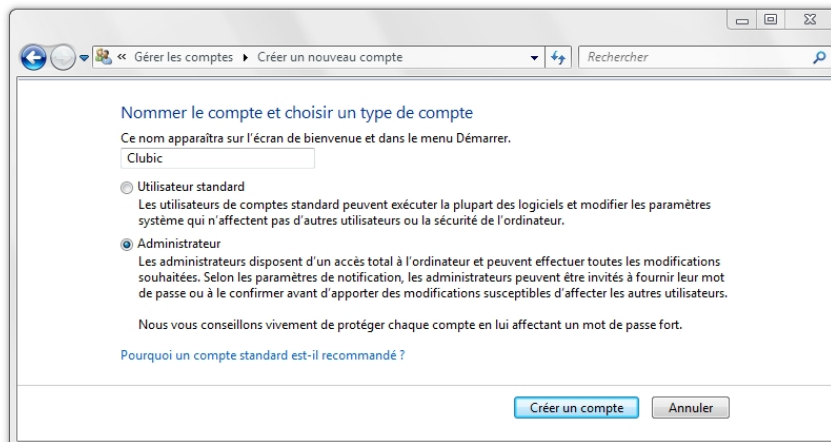 « Gérer les comptes ▸ Créer un nouveau compte
Rechercher
Nommer le compte et choisir un type de compte
Ce nom apparaîtra sur l'écran de bienvenue et dans le menu Démarrer.
Clubic
Utilisateur standard
Les utilisateurs de comptes standard peuvent exécuter la plupart des logiciels et modifier les paramètres
système qui n'affectent pas d'autres utilisateurs ou la sécurité de l'ordinateur.
Administrateur
Les administrateurs disposent d'un accès total à l'ordinateur et peuvent effectuer toutes les modifications
souhaitées. Selon les paramètres de notification, les administrateurs peuvent être invités à fournir leur mot
de passe ou à le confirmer avant d'apporter des modifications susceptibles d'affecter les autres utilisateurs.
Nous vous conseillons vivement de protéger chaque compte en lui affectant un mot de passe fort.
Pourquoi un compte standard est-il recommandé ?
Créer un compte
Annuler